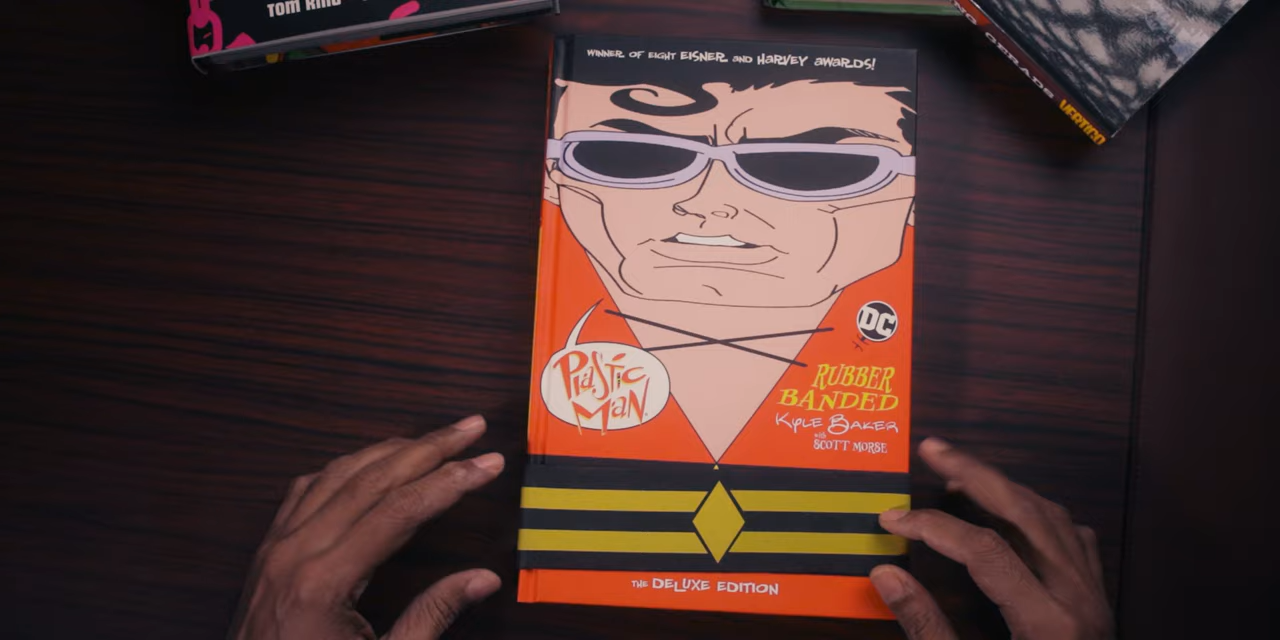 TOM KING
GERADS
VERTIGO
WINNER OF EIGHT EISNER AND HARVEY AWARDS!
DC
PLASTIC
MAN
RUBBER
BANDED
KYLE BAKER
with
SCOTT MORSE
THE DELUXE EDITION